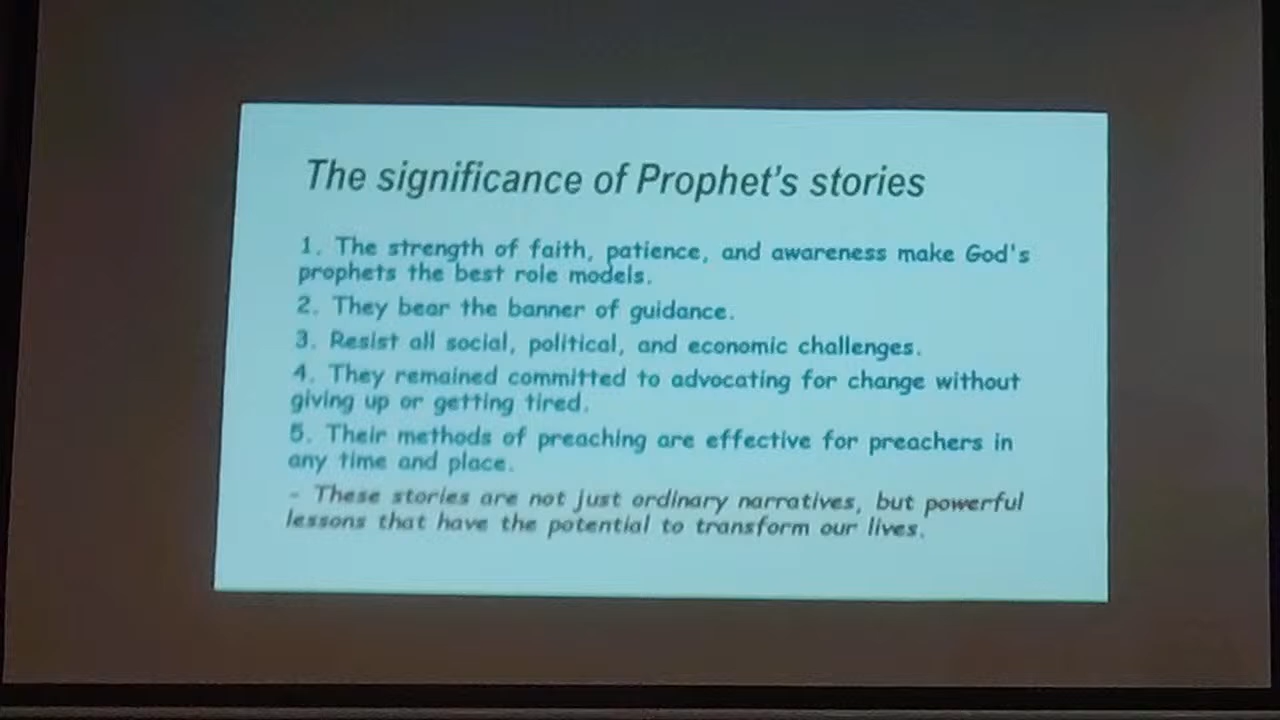 The significance of Prophet's stories
1. The strength of faith, patience, and awareness make God's
prophets the best role models.
2. They bear the banner of guidance.
3. Resist all social, political, and economic challenges.
4. They remained committed to advocating for change without
giving up or getting tired.
5. Their methods of preaching are effective for preachers in
any time and place.
- These stories are not just ordinary narratives, but powerful
lessons that have the potential to transform our lives.